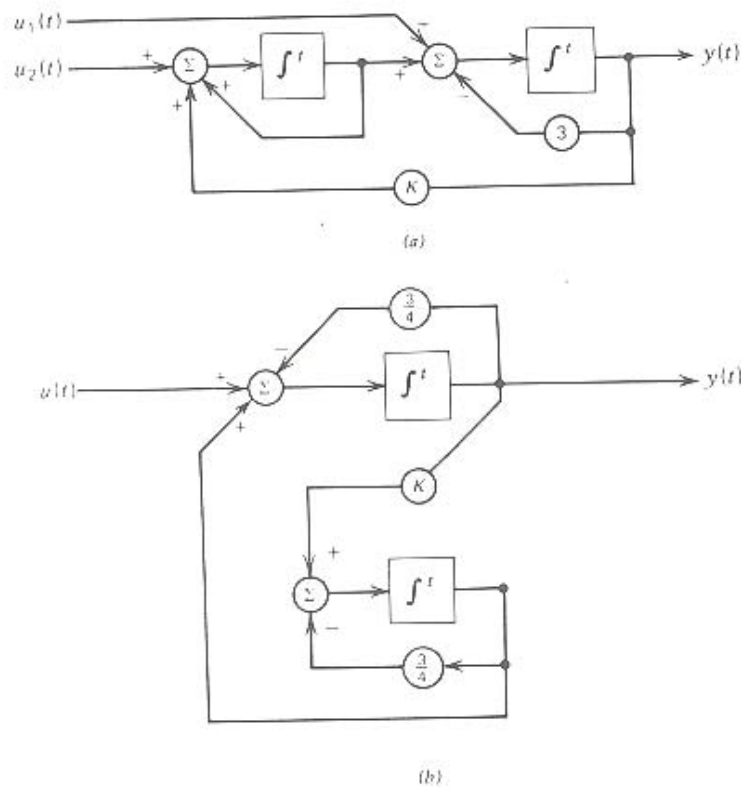 u₁(t)
u₂(t)
+ Σ + + ∫ᵗ
− + Σ − ∫ᵗ y(t)
3
K
(a)
3/4
−
u(t) + Σ + ∫ᵗ y(t)
K
+
Σ ∫ᵗ
−
3/4
(b)